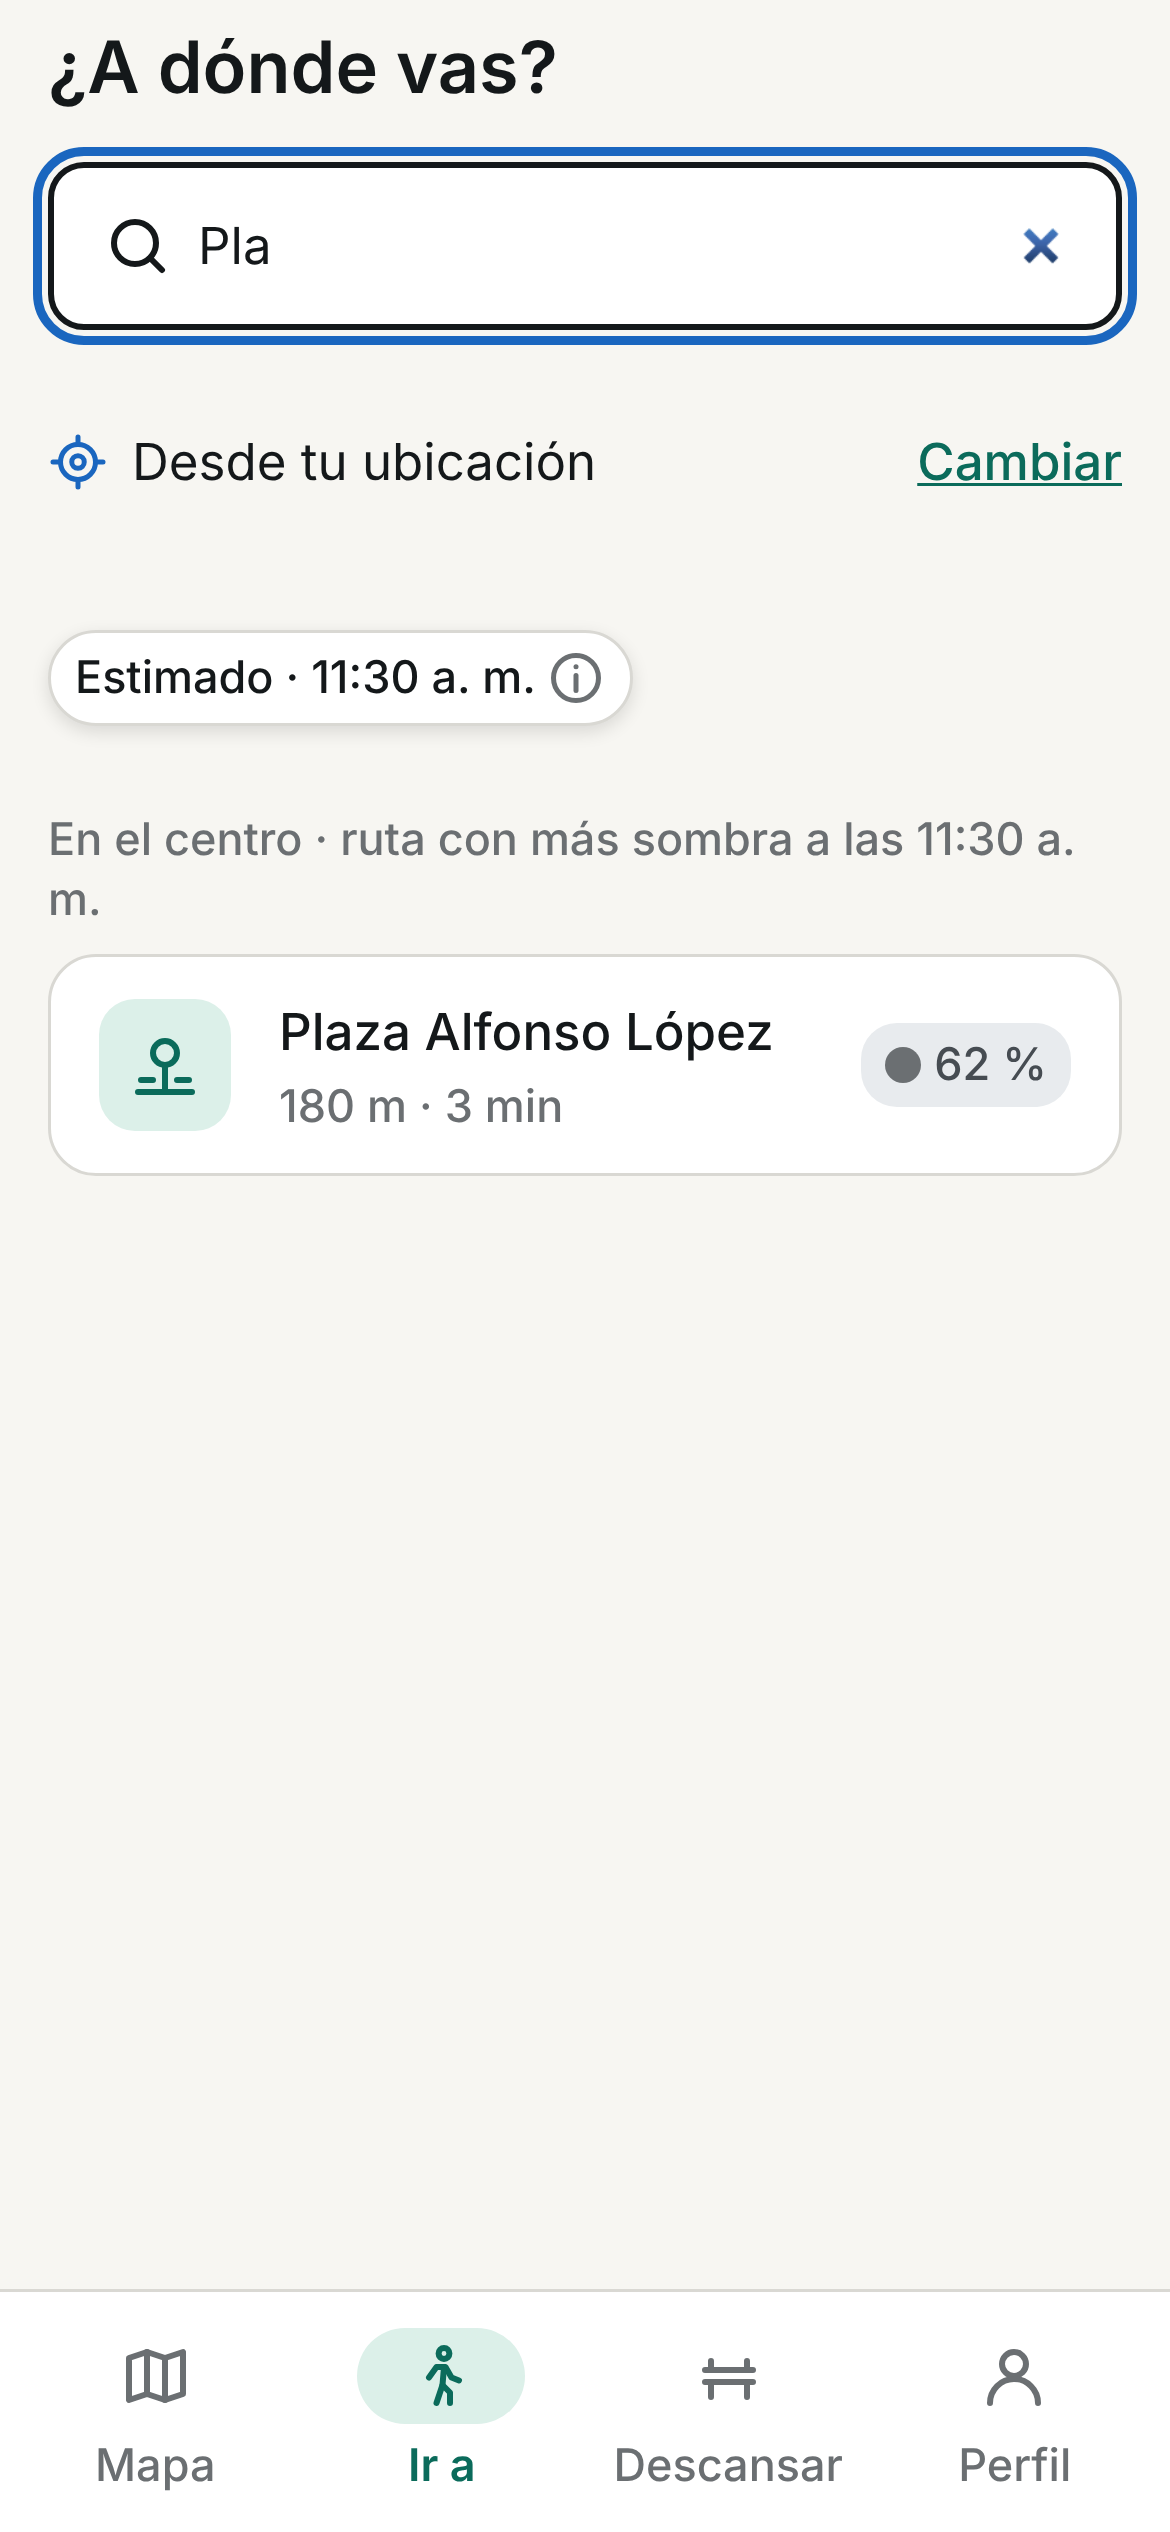 ¿A dónde vas?
Pla
Desde tu ubicación
Cambiar
Estimado · 11:30 a. m.
En el centro · ruta con más sombra a las 11:30 a.
m.
Plaza Alfonso López
180 m · 3 min
62 %
Mapa
Ir a
Descansar
Perfil